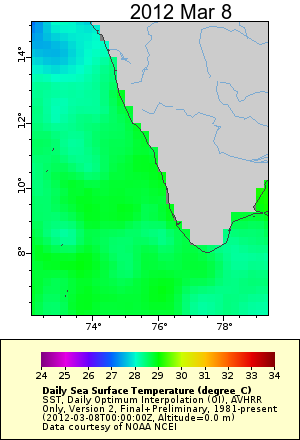 2012 Mar 8
14°
12°
10°
8°
74°
76°
78°
24 25 26 27 28 29 30 31 32 33 34
Daily Sea Surface Temperature (degree_C)
SST, Daily Optimum Interpolation (OI), AVHRR
Only, Version 2, Final+Preliminary, 1981-present
(2012-03-08T00:00:00Z, Altitude=0.0 m)
Data courtesy of NOAA NCEI